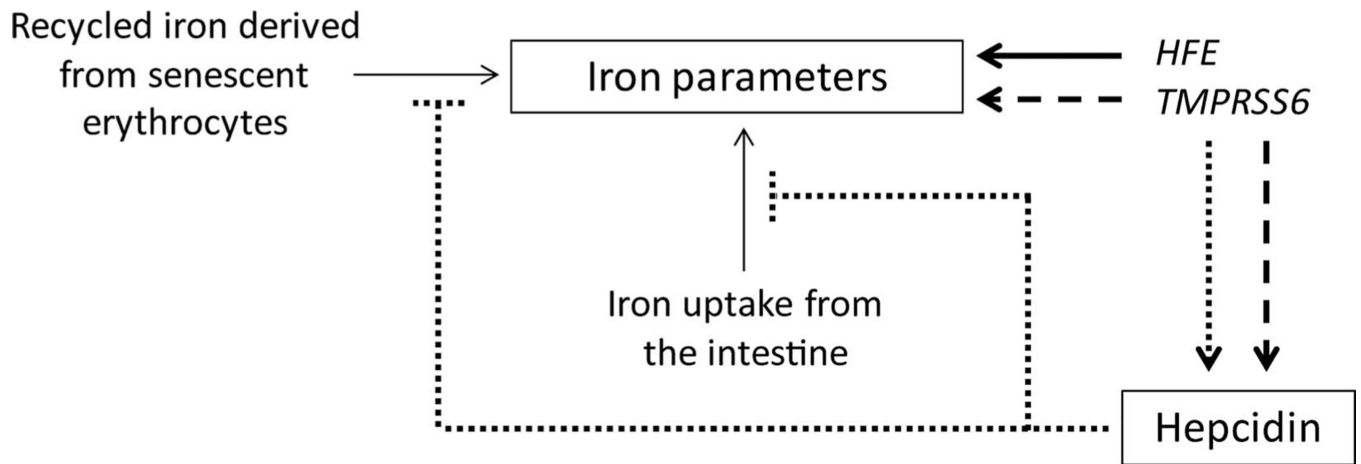 Recycled iron derived
from senescent
erythrocytes
Iron parameters
HFE
TMPRSS6
Iron uptake from
the intestine
Hepcidin